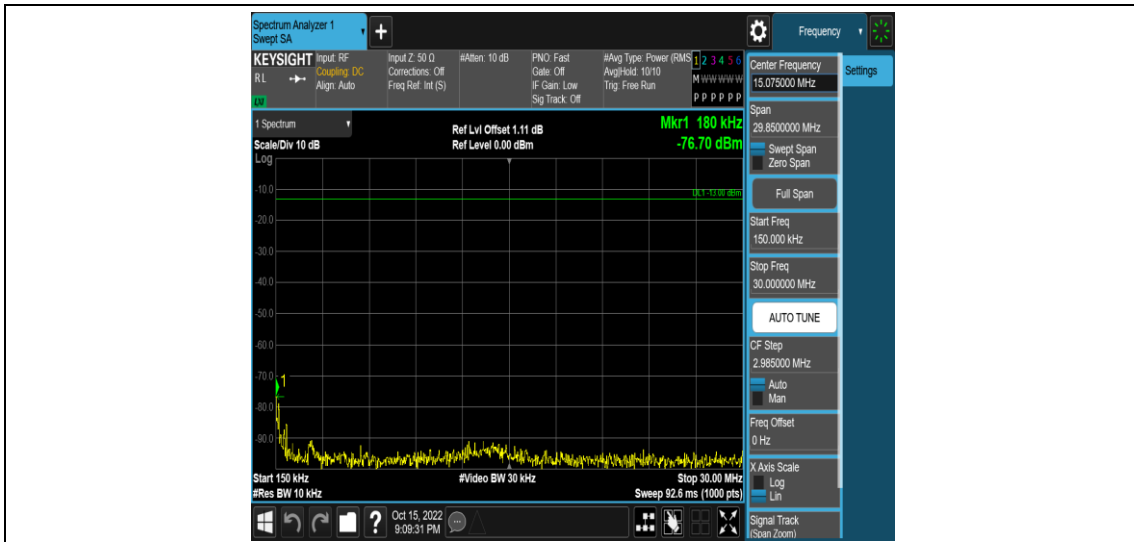 Spectrum Analyzer 1
Swept SA
+
Frequency
KEYSIGHT
RL
LXI
Input: RF
Coupling: DC
Align: Auto
Input Z: 50 Ω
Corrections: Off
Freq Ref: Int (S)
#Atten: 10 dB
PNO: Fast
Gate: Off
IF Gain: Low
Sig Track: Off
#Avg Type: Power (RMS
Avg|Hold: 10/10
Trig: Free Run
1 2 3 4 5 6
M W W W W W
P P P P P P
1 Spectrum
Scale/Div 10 dB
Log
Ref Lvl Offset 1.11 dB
Ref Level 0.00 dBm
Mkr1 180 kHz
-76.70 dBm
DL1 -13.00 dBm
-10.0
-20.0
-30.0
-40.0
-50.0
-60.0
-70.0
1
-80.0
-90.0
Start 150 kHz
#Res BW 10 kHz
#Video BW 30 kHz
Stop 30.00 MHz
Sweep 92.6 ms (1000 pts)
?
Oct 15, 2022
9:09:31 PM
Center Frequency
15.075000 MHz
Settings
Span
29.8500000 MHz
Swept Span
Zero Span
Full Span
Start Freq
150.000 kHz
Stop Freq
30.000000 MHz
AUTO TUNE
CF Step
2.985000 MHz
Auto
Man
Freq Offset
0 Hz
X Axis Scale
Log
Lin
Signal Track
(Span Zoom)